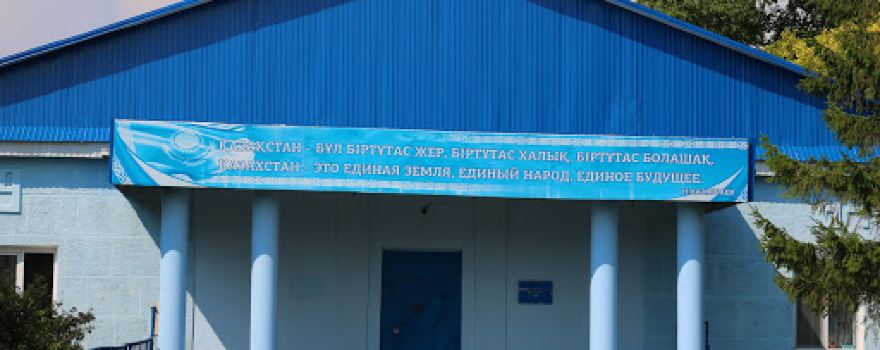 ҚАЗАҚСТАН - БҰЛ БІРТҰТАС ЖЕР, БІРТҰТАС ХАЛЫҚ, БІРТҰТАС БОЛАШАҚ.
КАЗАХСТАН - ЭТО ЕДИНАЯ ЗЕМЛЯ, ЕДИНЫЙ НАРОД, ЕДИНОЕ БУДУЩЕЕ.